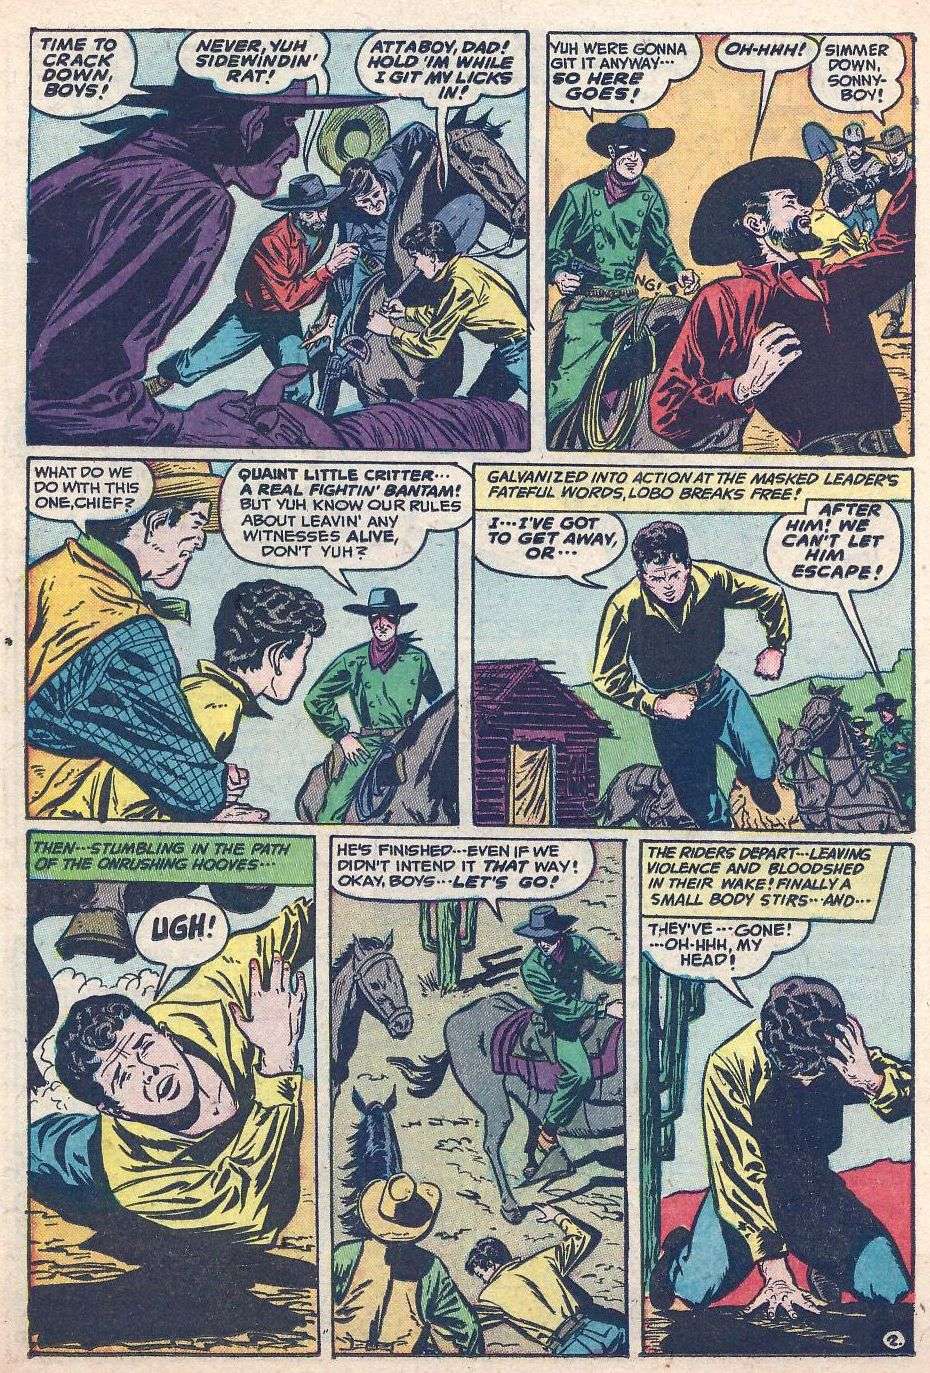 TIME TO
CRACK
DOWN,
BOYS!
NEVER, YUH
SIDEWINDIN'
RAT!
ATTABOY, DAD!
HOLD 'IM WHILE
I GIT MY LICKS
IN!
YUH WERE GONNA
GIT IT ANYWAY---
SO HERE
GOES!
OH-HHH!
SIMMER
DOWN,
SONNY-
BOY!
BANG!
WHAT DO WE
DO WITH THIS
ONE, CHIEF?
QUAINT LITTLE CRITTER---
A REAL FIGHTIN' BANTAM!
BUT YUH KNOW OUR RULES
ABOUT LEAVIN' ANY
WITNESSES ALIVE,
DON'T YUH?
GALVANIZED INTO ACTION AT THE MASKED LEADER'S
FATEFUL WORDS, LOBO BREAKS FREE!
I---I'VE GOT
TO GET AWAY,
OR---
AFTER
HIM! WE
CAN'T LET
HIM
ESCAPE!
THEN---STUMBLING IN THE PATH
OF THE ONRUSHING HOOVES---
UGH!
HE'S FINISHED---EVEN IF WE
DIDN'T INTEND IT THAT WAY!
OKAY, BOYS---LET'S GO!
THE RIDERS DEPART---LEAVING
VIOLENCE AND BLOODSHED
IN THEIR WAKE! FINALLY A
SMALL BODY STIRS---AND---
THEY'VE---GONE!
---OH-HHH, MY
HEAD!
2